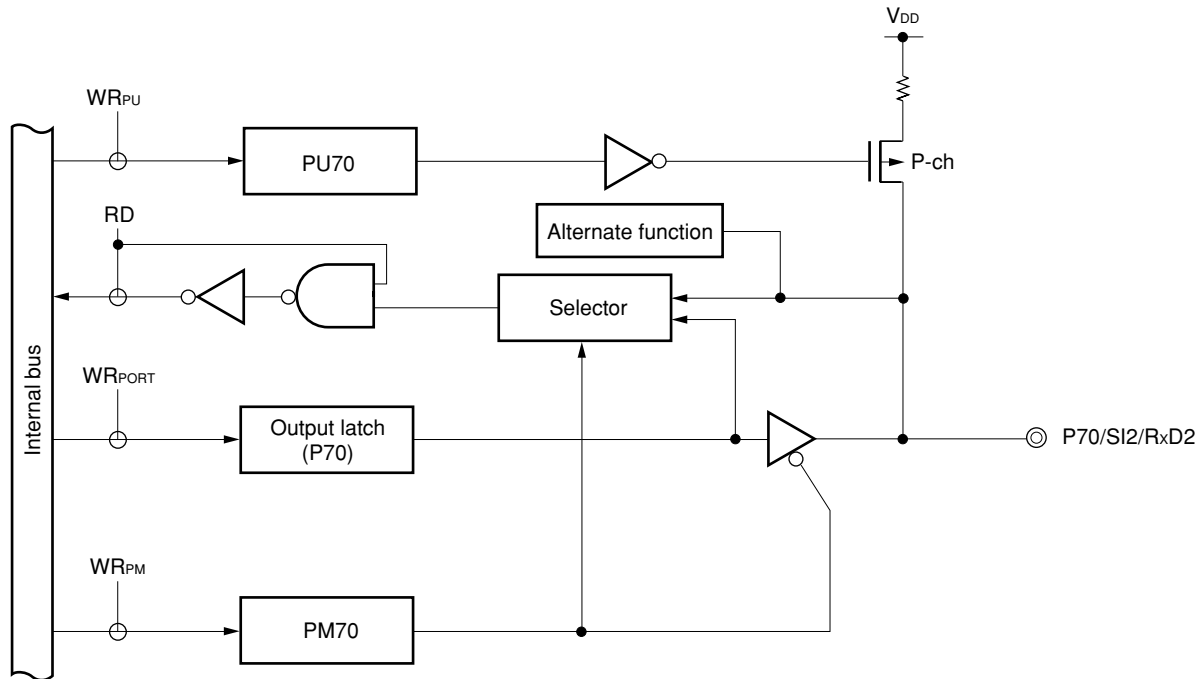 VDD
WRPU
PU70
P-ch
RD
Alternate function
Selector
Internal bus
WRPORT
Output latch
(P70)
P70/SI2/RxD2
WRPM
PM70